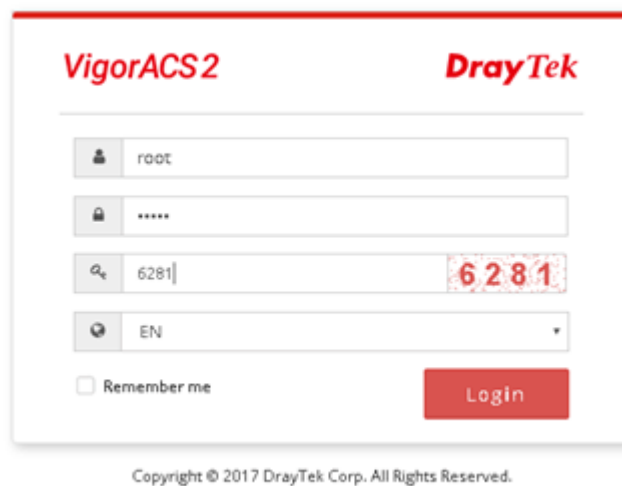 VigorACS 2 DrayTek
root
•••••
6281 6281
EN
Remember me Login
Copyright © 2017 DrayTek Corp. All Rights Reserved.